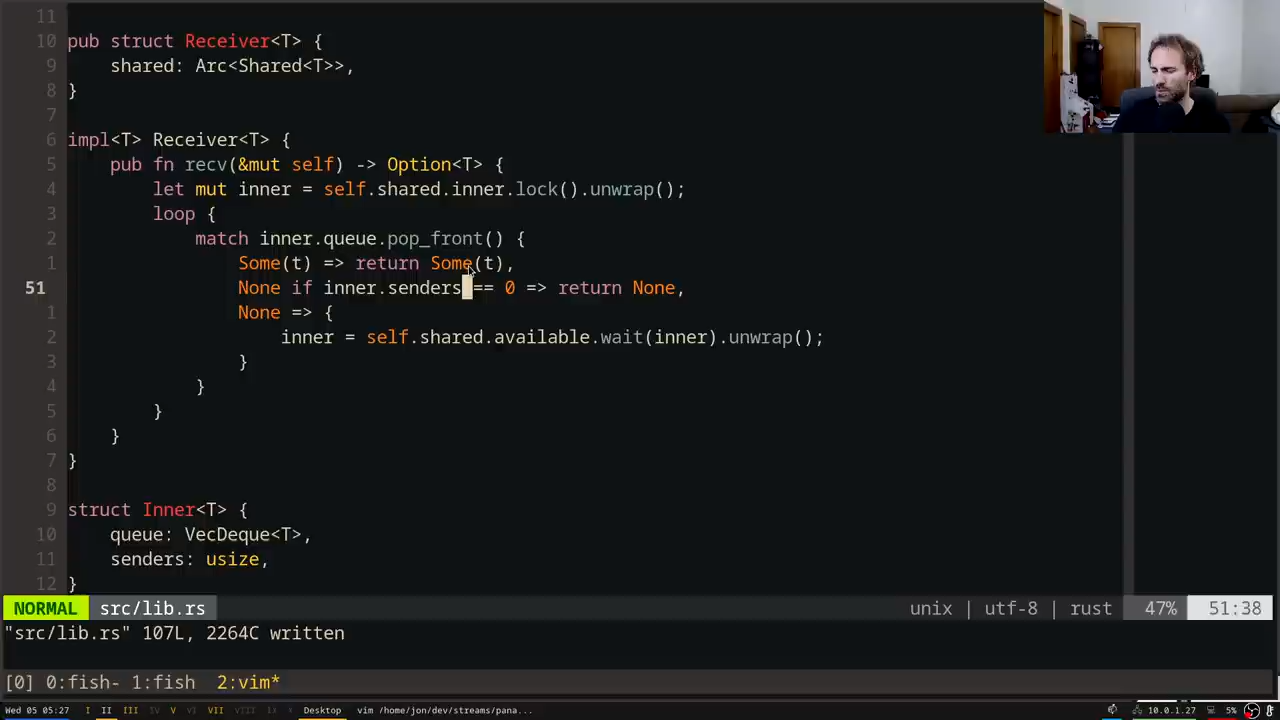 11
10 pub struct Receiver<T> {
9     shared: Arc<Shared<T>>,
8 }
7
6 impl<T> Receiver<T> {
5     pub fn recv(&mut self) -> Option<T> {
4         let mut inner = self.shared.inner.lock().unwrap();
3         loop {
2             match inner.queue.pop_front() {
1                 Some(t) => return Some(t),
51                 None if inner.senders == 0 => return None,
1                 None => {
2                     inner = self.shared.available.wait(inner).unwrap();
3                 }
4             }
5         }
6     }
7 }
8
9 struct Inner<T> {
10     queue: VecDeque<T>,
11     senders: usize,
12 }
NORMAL src/lib.rs unix | utf-8 | rust 47% 51:38
"src/lib.rs" 107L, 2264C written
[0] 0:fish- 1:fish 2:vim*
Wed 05 05:27 I II III IV V VI VII VIII IX X Desktop vim /home/jon/dev/streams/pana... 10.0.1.27 5%